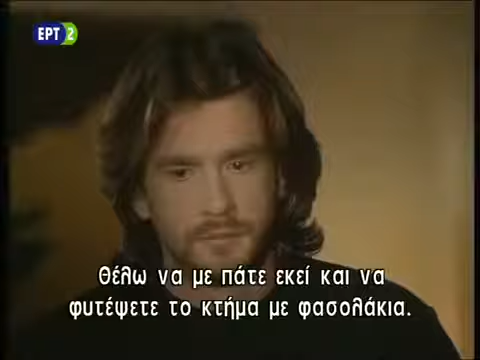 ΕΡΤ 2
Θέλω να με πάτε εκεί και να
φυτέψετε το κτήμα με φασολάκια.